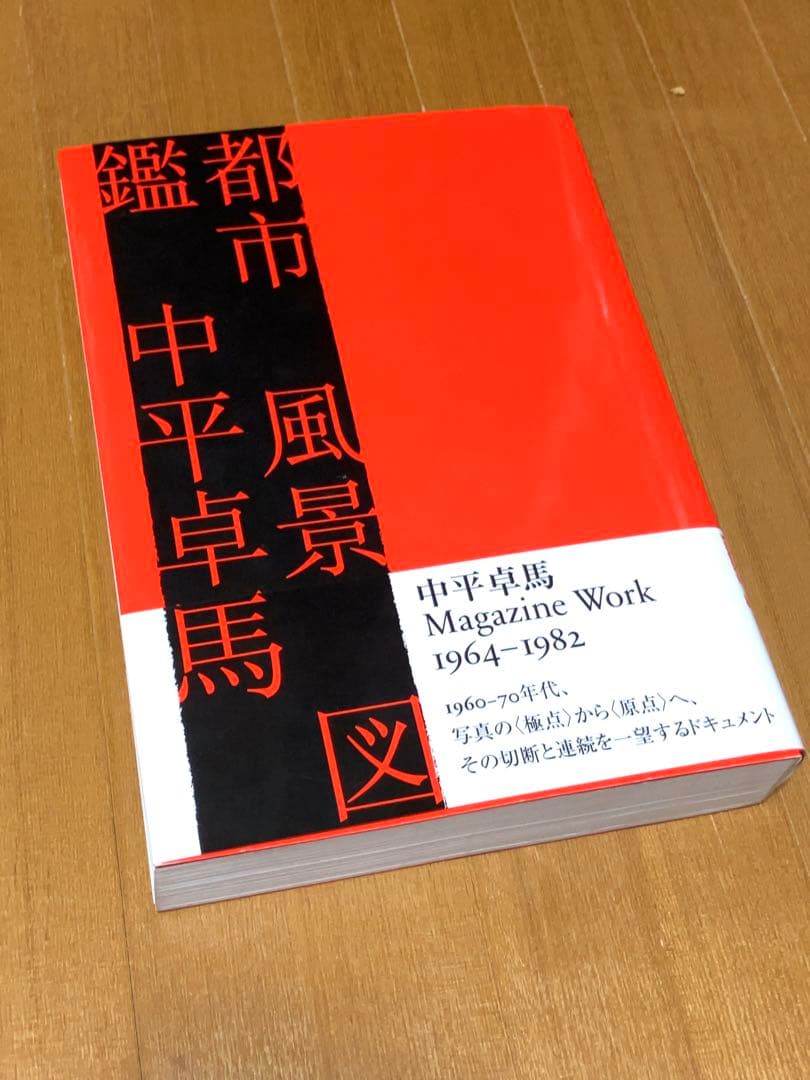 都市 風景 図
鑑 中平卓馬
中平卓馬
Magazine Work
1964–1982
1960–70年代、
写真の〈極点〉から〈原点〉へ、
その切断と連続を一望するドキュメント